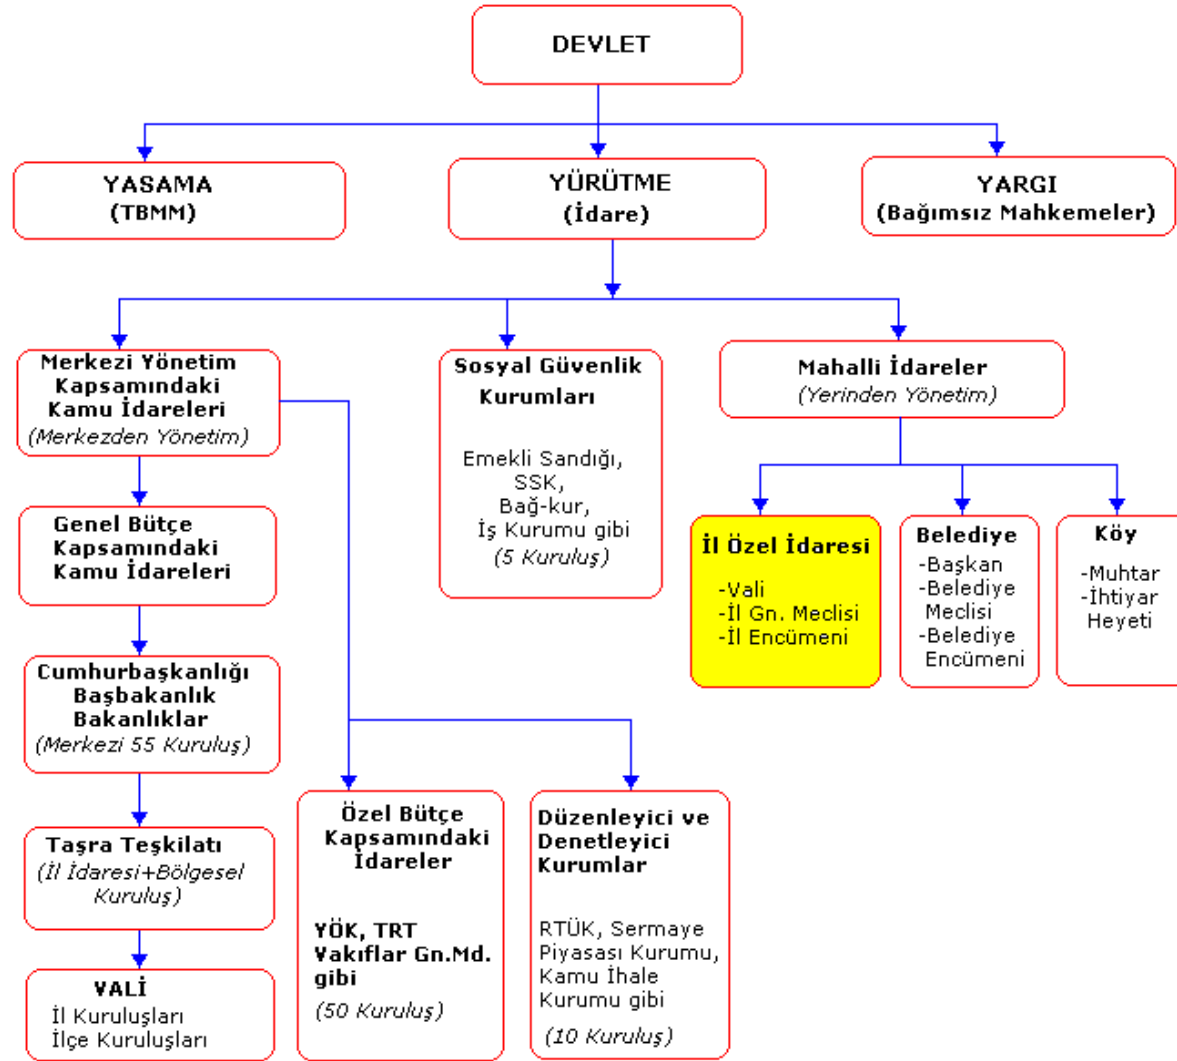 DEVLET
YASAMA
(TBMM)
YÜRÜTME
(İdare)
YARGI
(Bağımsız Mahkemeler)
Merkezi Yönetim
Kapsamındaki
Kamu İdareleri
(Merkezden Yönetim)
Sosyal Güvenlik
Kurumları
Emekli Sandığı,
SSK,
Bağ-kur,
İş Kurumu gibi
(5 Kuruluş)
Mahalli İdareler
(Yerinden Yönetim)
Genel Bütçe
Kapsamındaki
Kamu İdareleri
İl Özel İdaresi
-Vali
-İl Gn. Meclisi
-İl Encümeni
Belediye
-Başkan
-Belediye
Meclisi
-Belediye
Encümeni
Köy
-Muhtar
-İhtiyar
Heyeti
Cumhurbaşkanlığı
Başbakanlık
Bakanlıklar
(Merkezi 55 Kuruluş)
Taşra Teşkilatı
(İl İdaresi+Bölgesel
Kuruluş)
VALİ
İl Kuruluşları
İlçe Kuruluşları
Özel Bütçe
Kapsamındaki
İdareler
YÖK, TRT
Vakıflar Gn.Md.
gibi
(50 Kuruluş)
Düzenleyici ve
Denetleyici
Kurumlar
RTÜK, Sermaye
Piyasası Kurumu,
Kamu İhale
Kurumu gibi
(10 Kuruluş)